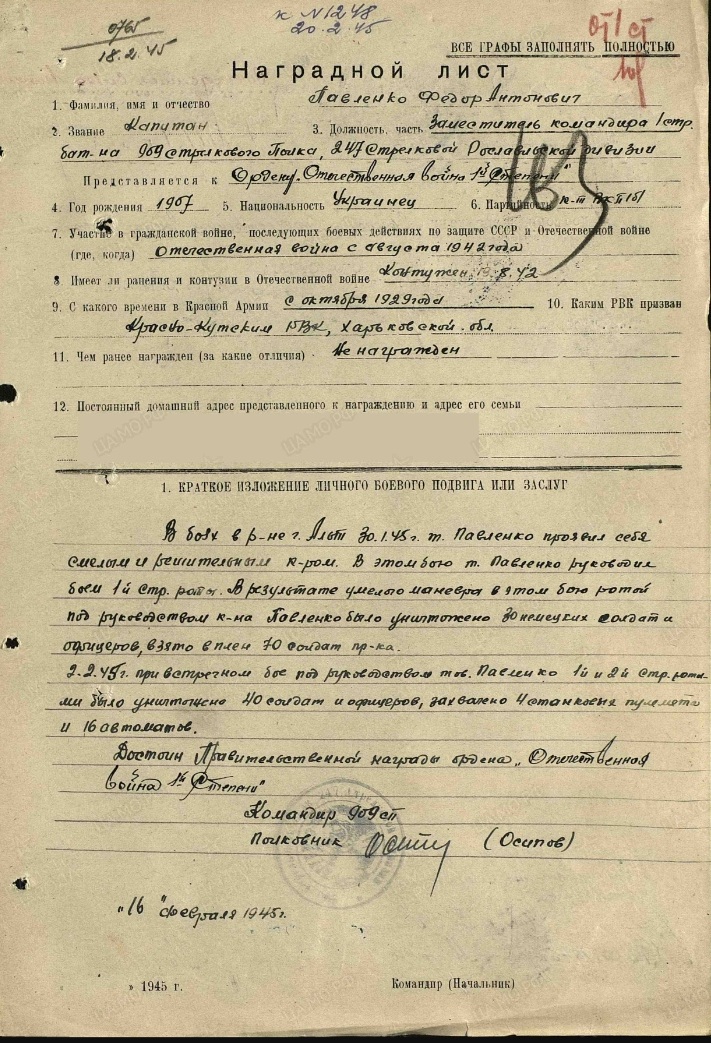 0765
18.2.45
к №1248
20.2.45
ВСЕ ГРАФЫ ЗАПОЛНЯТЬ ПОЛНОСТЬЮ
Наградной лист
1. Фамилия, имя и отчество Павленко Федор Антонович
2. Звание Капитан 3. Должность, часть Заместитель командира 1 стр.
бат-на 909 стрелкового Полка, 247 Стрелковой Рославльской дивизии
Представляется к Ордену „Отечественная война 1й Степени"
4. Год рождения 1907 5. Национальность Украинец 6. Партийность
7. Участие в гражданской войне, последующих боевых действиях по защите СССР и Отечественной войне
(где, когда) Отечественная война с августа 1942 года
8 Имеет ли ранения и контузии в Отечественной войне Контужен 8.42
9. С какого времени в Красной Армии с октября 1929 года 10. Каким РВК призван
Красно-Кутским РВК, Харьковской обл.
11. Чем ранее награжден (за какие отличия) Не награжден
12. Постоянный домашний адрес представленного к награждению и адрес его семьи
1. КРАТКОЕ ИЗЛОЖЕНИЕ ЛИЧНОГО БОЕВОГО ПОДВИГА ИЛИ ЗАСЛУГ
В боях в р-не г. Альт 30.1.45 г. т. Павленко проявил себя
смелым и решительным к-ром. В этом бою т. Павленко руководил
боем 1й стр. роты. В результате умелого маневра в этом бою ротой
под руководством к-на Павленко было уничтожено 30 немецких солдат и
офицеров, взято в плен 70 солдат пр-ка.
2.2.45 г. при встречном бое под руководством тов. Павленко 1й и 2й стр. рота-
ми было уничтожено 40 солдат и офицеров, захвачено 4 станковых пулемета
и 16 автоматов.
Достоин Правительственной награды ордена „Отечественная
война 1й Степени"
Командир 909 сп
Полковник (Осипов)
„16" февраля 1945 г.
" 1945 г. Командир (Начальник)